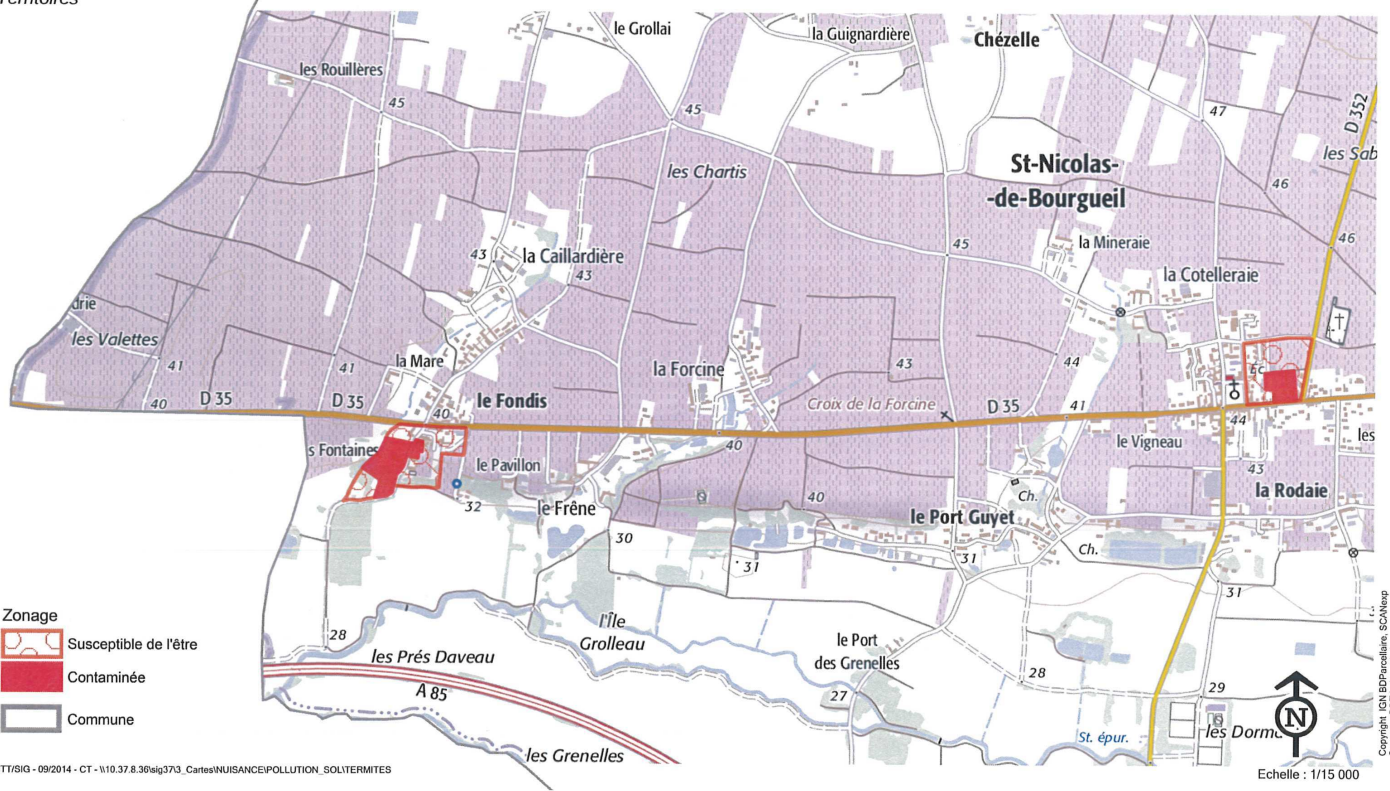 Territoires
le Grollai
la Guignardière
Chézelle
les Rouillères
45
45
47
D 352
les Chartis
St-Nicolas-
-de-Bourgueil
les Sab
46
46
43
la Caillardière
43
45
la Mineraie
la Cotelleraie
drie
les Valettes
41
41
la Mare
la Forcine
43
44
Ec
40
D 35
D 35
40
le Fondis
Croix de la Forcine
D 35
41
44
s Fontaines
le Pavillon
40
le Vigneau
les
43
32
le Frêne
40
le Port Guyet
Ch.
la Rodaie
30
31
31
Ch.
31
Zonage
Susceptible de l'être
Contaminée
Commune
28
les Prés Daveau
A 85
l'Île
Grolleau
le Port
des Grenelles
27
28
29
N
les Grenelles
St. épur.
les Dorma
TT/SIG - 09/2014 - CT - \\10.37.8.36\sig37\3_Cartes\NUISANCE\POLLUTION_SOL\TERMITES
Echelle : 1/15 000
Copyright IGN BDParcellaire, SCANexp